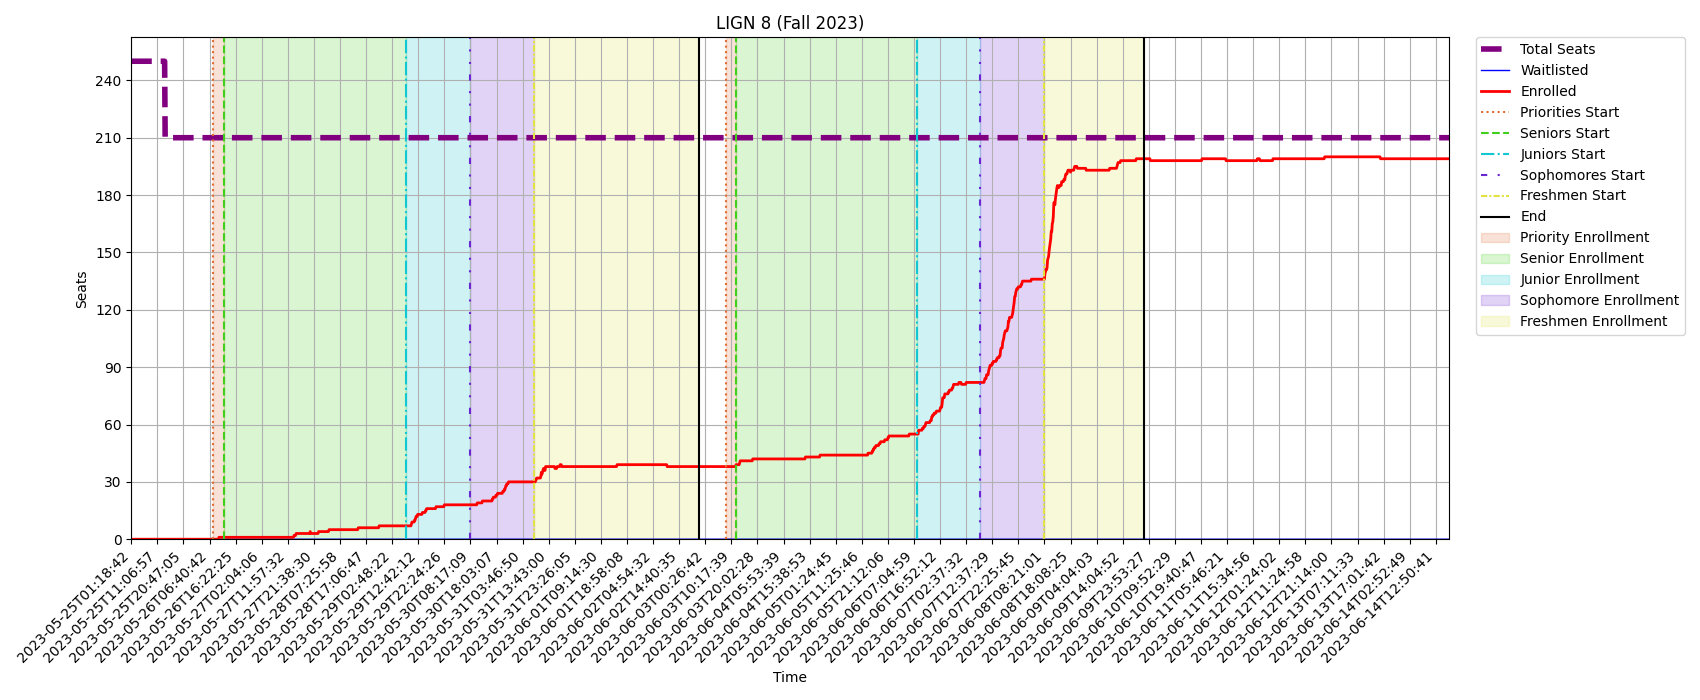 LIGN 8 (Fall 2023)
Seats
240
210
180
150
120
90
60
30
0
2023-05-25T01:18:42
2023-05-25T11:06:57
2023-05-25T20:47:05
2023-05-26T06:40:42
2023-05-26T16:22:25
2023-05-27T02:04:06
2023-05-27T11:57:32
2023-05-27T21:38:30
2023-05-28T07:25:58
2023-05-28T17:06:47
2023-05-29T02:48:22
2023-05-29T12:42:12
2023-05-29T22:24:26
2023-05-30T08:17:09
2023-05-30T18:03:07
2023-05-31T03:46:50
2023-05-31T13:43:00
2023-05-31T23:26:05
2023-06-01T09:14:30
2023-06-01T18:58:08
2023-06-02T04:54:32
2023-06-02T14:40:35
2023-06-03T00:26:42
2023-06-03T10:17:39
2023-06-03T20:02:28
2023-06-04T05:53:39
2023-06-04T15:38:53
2023-06-05T01:24:45
2023-06-05T11:25:46
2023-06-05T21:12:06
2023-06-06T07:04:59
2023-06-06T16:52:12
2023-06-07T02:37:32
2023-06-07T12:37:29
2023-06-07T22:25:45
2023-06-08T08:21:01
2023-06-08T18:08:25
2023-06-09T04:04:03
2023-06-09T14:04:52
2023-06-09T23:53:27
2023-06-10T09:52:29
2023-06-10T19:40:47
2023-06-11T05:46:21
2023-06-11T15:34:56
2023-06-12T01:24:02
2023-06-12T11:24:58
2023-06-12T21:14:00
2023-06-13T07:11:33
2023-06-13T17:01:42
2023-06-14T02:52:49
2023-06-14T12:50:41
Time
Total Seats
Waitlisted
Enrolled
Priorities Start
Seniors Start
Juniors Start
Sophomores Start
Freshmen Start
End
Priority Enrollment
Senior Enrollment
Junior Enrollment
Sophomore Enrollment
Freshmen Enrollment